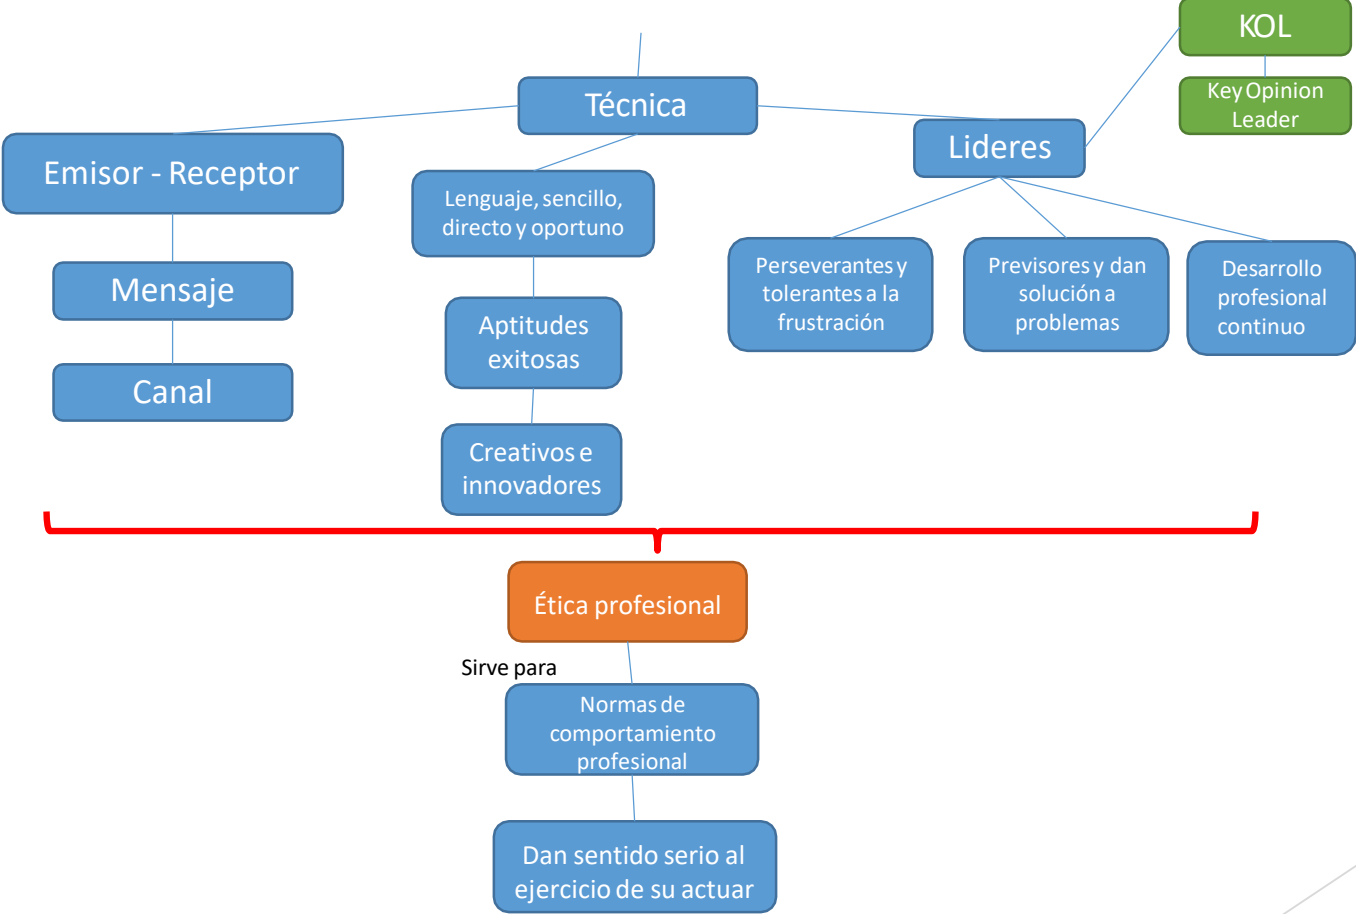 KOL
Key Opinion
Leader
Técnica
Emisor - Receptor
Mensaje
Canal
Lenguaje, sencillo,
directo y oportuno
Aptitudes
exitosas
Creativos e
innovadores
Lideres
Perseverantes y
tolerantes a la
frustración
Previsores y dan
solución a
problemas
Desarrollo
profesional
continuo
Ética profesional
Sirve para
Normas de
comportamiento
profesional
Dan sentido serio al
ejercicio de su actuar